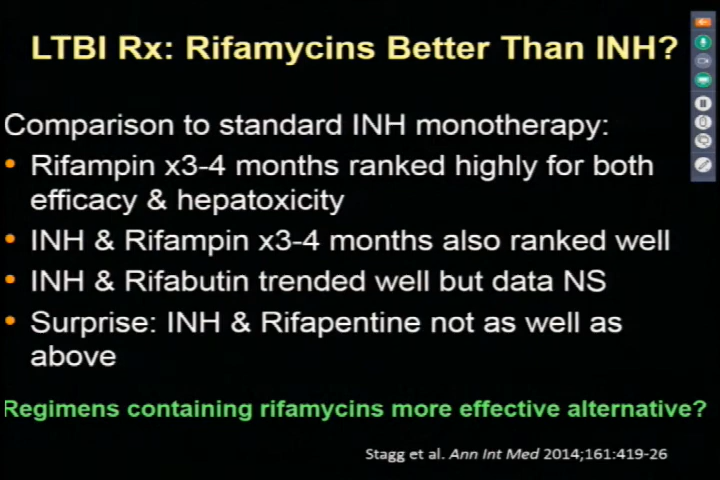 LTBI Rx: Rifamycins Better Than INH?
Comparison to standard INH monotherapy:
• Rifampin x3-4 months ranked highly for both
efficacy & hepatoxicity
• INH & Rifampin x3-4 months also ranked well
• INH & Rifabutin trended well but data NS
• Surprise: INH & Rifapentine not as well as
above
Regimens containing rifamycins more effective alternative?
Stagg et al. Ann Int Med 2014;161:419-26